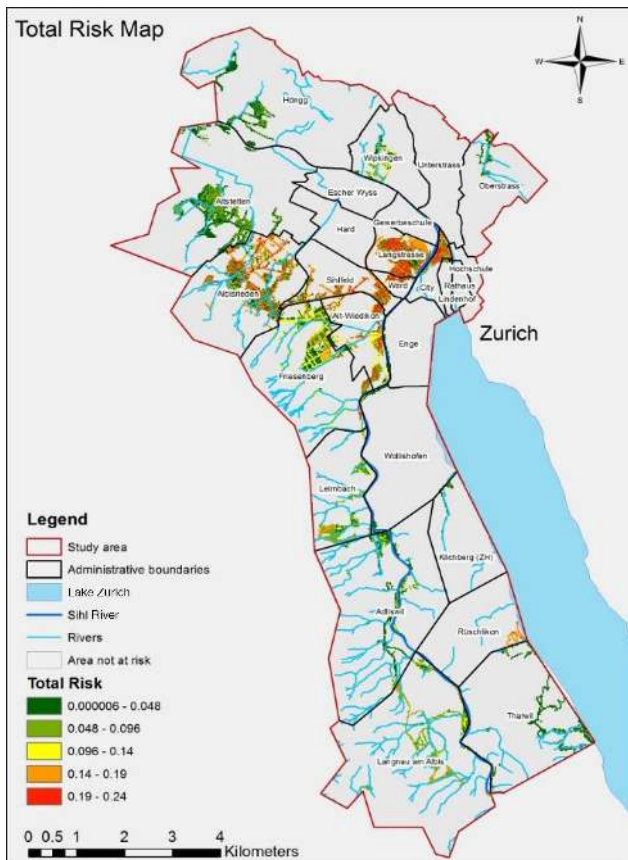 Total Risk Map
N
W
E
S
Höngg
Wipkingen
Unterstrass
Oberstrass
Escher Wyss
Altstetten
Gewerbeschule
Hard
Langstrasse
Hochschule
Sihlfeld
Werd
City
Rathaus
Albisrieden
Lindenhof
Alt-Wiedikon
Zurich
Enge
Friesenberg
Wollishofen
Leimbach
Kilchberg (ZH)
Adliswil
Rüschlikon
Thalwil
Langnau am Albis
Legend
Study area
Administrative boundaries
Lake Zurich
Sihl River
Rivers
Area not at risk
Total Risk
0.000006 - 0.048
0.048 - 0.096
0.096 - 0.14
0.14 - 0.19
0.19 - 0.24
0 0.5 1 2 3 4
Kilometers